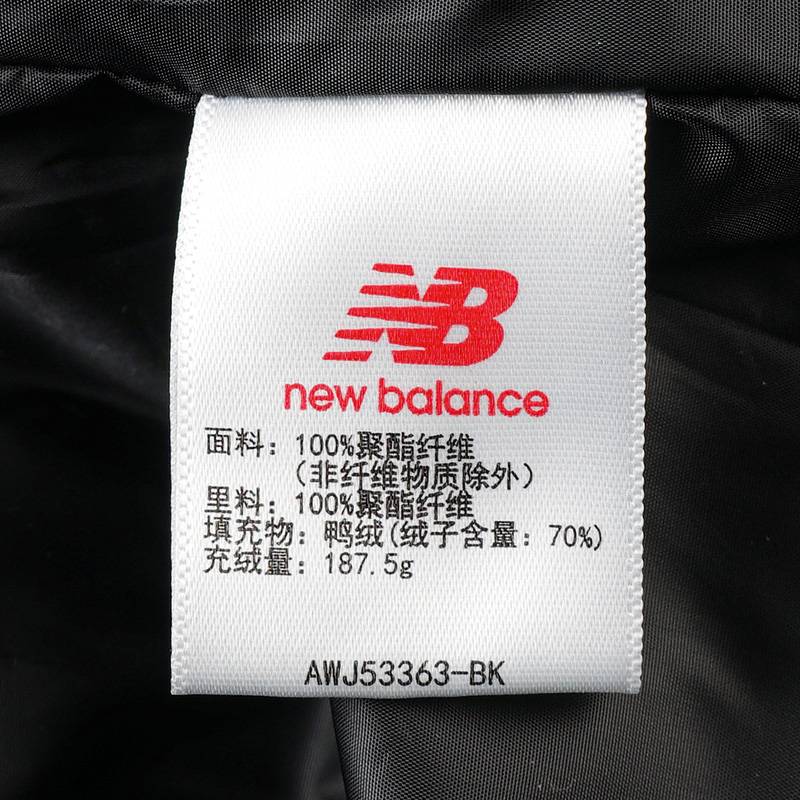 NB
new balance
面料：100%聚酯纤维
（非纤维物质除外）
里料：100%聚酯纤维
填充物：鸭绒(绒子含量：70%)
充绒量：187.5g
AWJ53363-BK